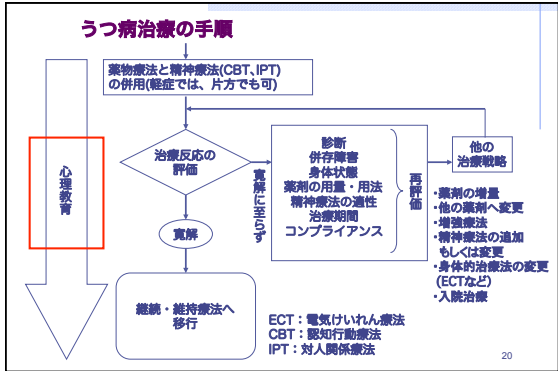 うつ病治療の手順
薬物療法と精神療法(CBT、IPT)
の併用(軽症では、片方でも可)
心理教育
治療反応の
評価
寛解に至らず
診断
併存障害
身体状態
薬剤の用量・用法
精神療法の適性
治療期間
コンプライアンス
再評価
他の
治療戦略
・薬剤の増量
・他の薬剤へ変更
・増強療法
・精神療法の追加
もしくは変更
・身体的治療法の変更
(ECTなど)
・入院治療
寛解
継続・維持療法へ
移行
ECT：電気けいれん療法
CBT：認知行動療法
IPT：対人関係療法
20